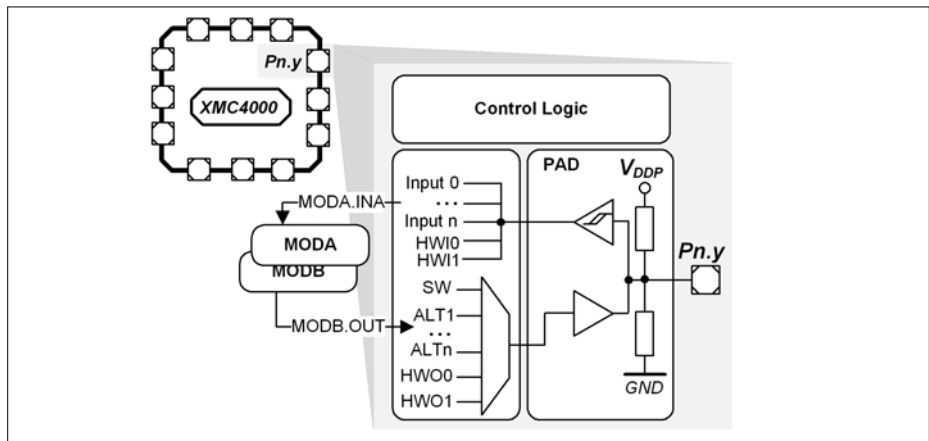 Pn.y
XMC4000
Control Logic
PAD
VDDP
Input 0
...
Input n
HWI0
HWI1
MODA.INA
MODA
MODB
MODB.OUT
SW
ALT1
...
ALTn
HWO0
HWO1
Pn.y
GND